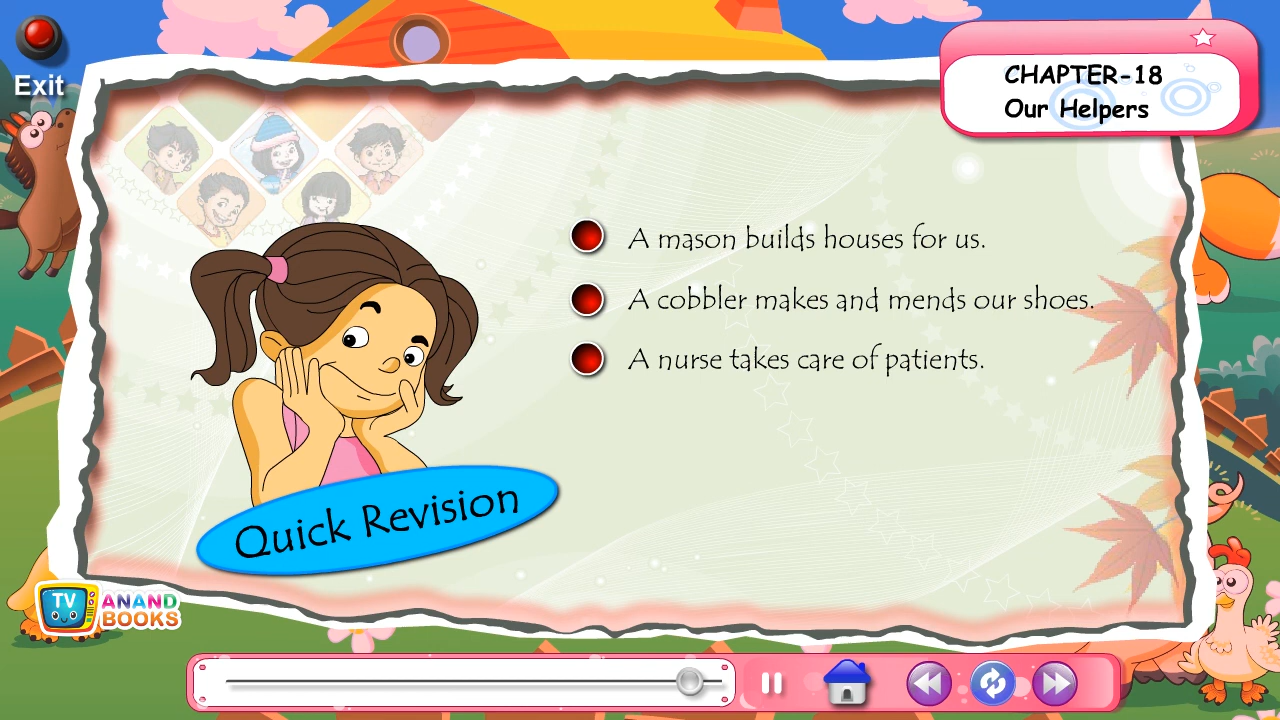 Exit
CHAPTER-18
Our Helpers
A mason builds houses for us.
A cobbler makes and mends our shoes.
A nurse takes care of patients.
Quick Revision
TV
ANAND
BOOKS